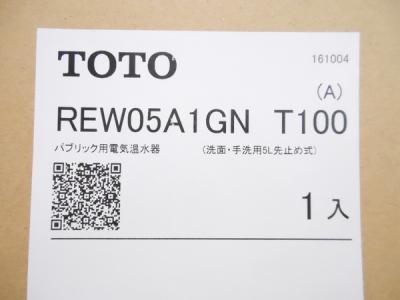 TOTO 161004
(A)
REW05A1GN T100
パブリック用電気温水器 (洗面・手洗用5L先止め式)
1入